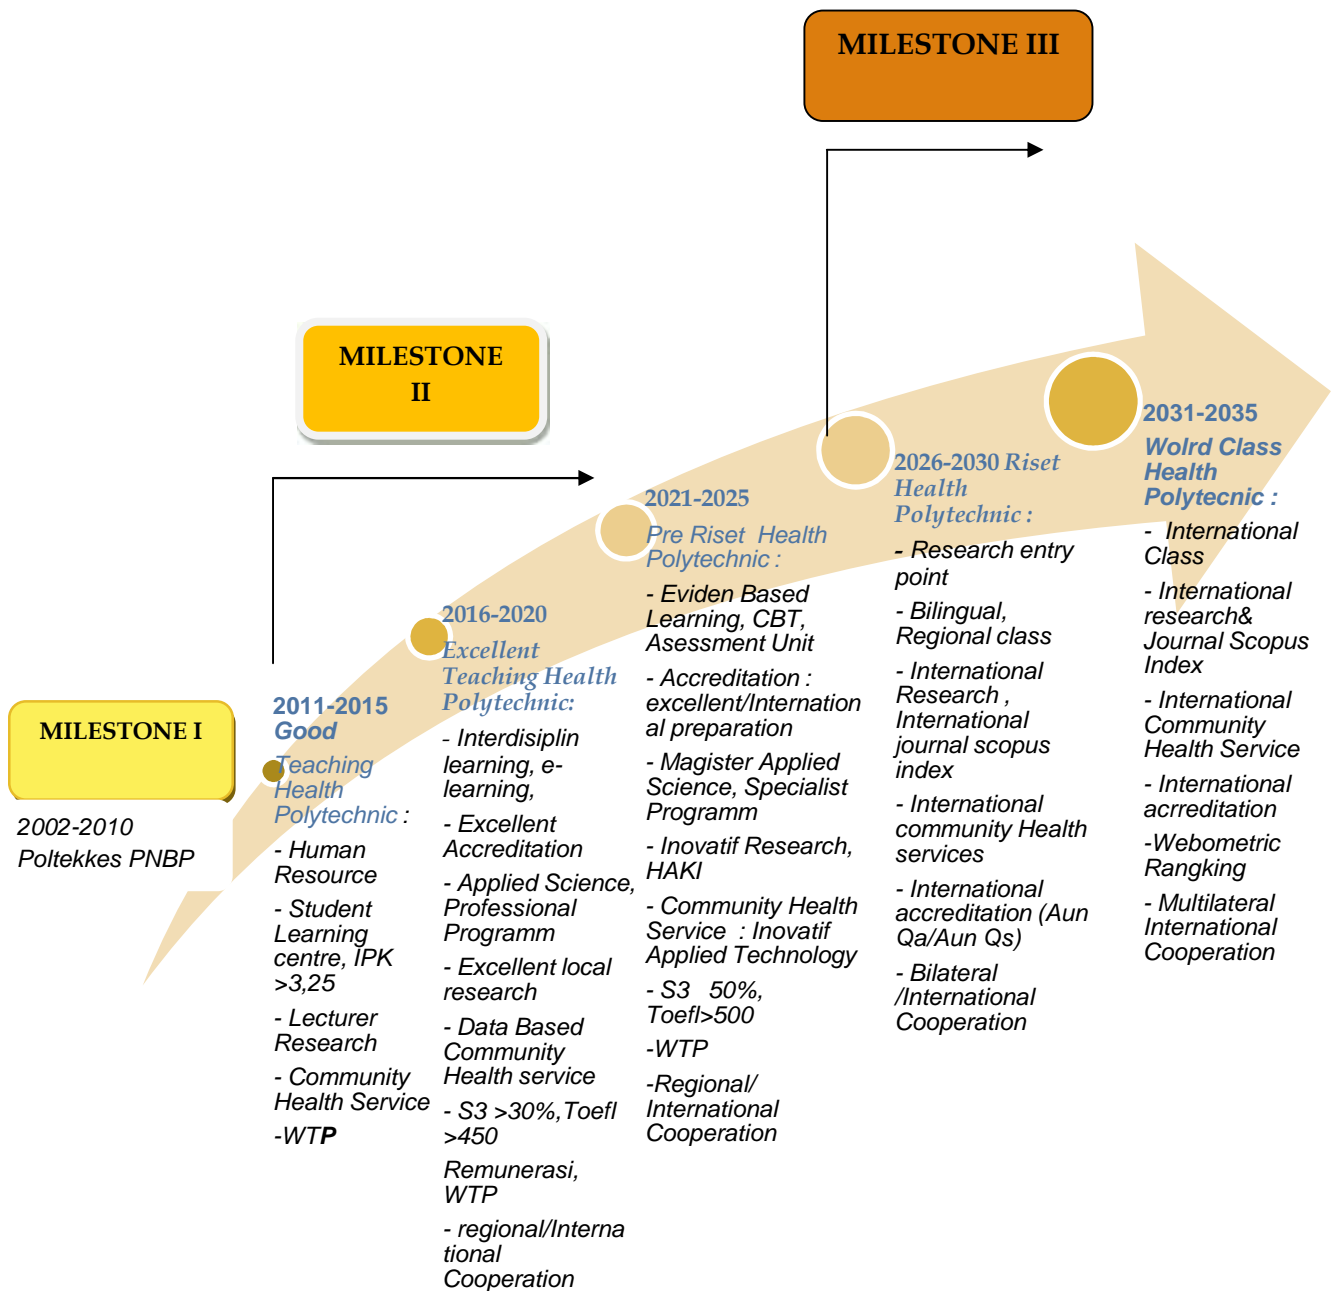 MILESTONE III
MILESTONE
II
MILESTONE I
2002-2010
Poltekkes PNBP
2011-2015
Good
Teaching
Health
Polytechnic :
- Human
Resource
- Student
Learning
centre, IPK
>3,25
- Lecturer
Research
- Community
Health Service
-WTP
2016-2020
Excellent
Teaching Health
Polytechnic:
- Interdisiplin
learning, e-
learning,
- Excellent
Accreditation
- Applied Science,
Professional
Programm
- Excellent local
research
- Data Based
Community
Health service
- S3 >30%,Toefl
>450
Remunerasi,
WTP
- regional/Interna
tional
Cooperation
2021-2025
Pre Riset Health
Polytechnic :
- Eviden Based
Learning, CBT,
Asessment Unit
- Accreditation :
excellent/Internation
al preparation
- Magister Applied
Science, Specialist
Programm
- Inovatif Research,
HAKI
- Community Health
Service : Inovatif
Applied Technology
- S3 50%,
Toefl>500
-WTP
-Regional/
International
Cooperation
2026-2030 Riset
Health
Polytechnic :
- Research entry
point
- Bilingual,
Regional class
- International
Research ,
International
journal scopus
index
- International
community Health
services
- International
accreditation (Aun
Qa/Aun Qs)
- Bilateral
/International
Cooperation
2031-2035
Wolrd Class
Health
Polytecnic :
- International
Class
- International
research&
Journal Scopus
Index
- International
Community
Health Service
- International
acrreditation
-Webometric
Rangking
- Multilateral
International
Cooperation